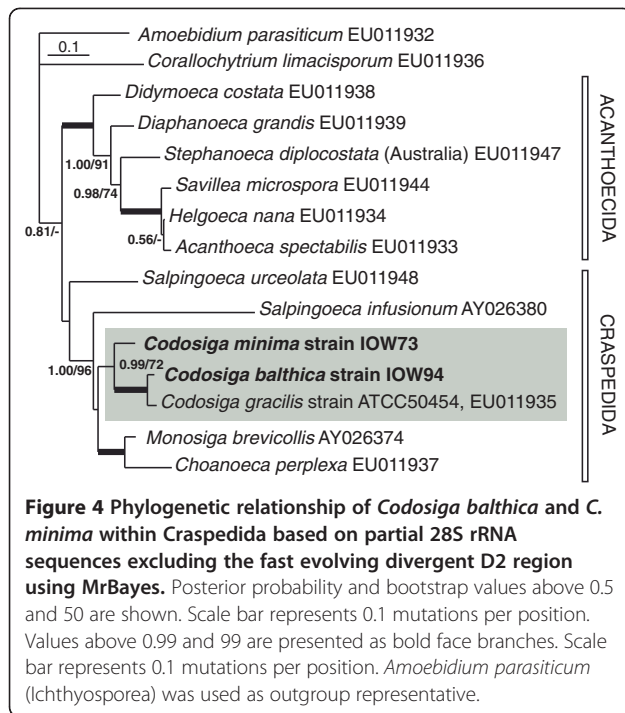 Amoebidium parasiticum EU011932
0.1
Corallochytrium limacisporum EU011936
Didymoeca costata EU011938
Diaphanoeca grandis EU011939
1.00/91
Stephanoeca diplocostata (Australia) EU011947
0.98/74
Savillea microspora EU011944
Helgoeca nana EU011934
0.56/-
Acanthoeca spectabilis EU011933
0.81/-
ACANTHOECIDA
Salpingoeca urceolata EU011948
Salpingoeca infusionum AY026380
Codosiga minima strain IOW73
0.99/72
1.00/96
Codosiga balthica strain IOW94
Codosiga gracilis strain ATCC50454, EU011935
Monosiga brevicollis AY026374
Choanoeca perplexa EU011937
CRASPEDIDA
Figure 4 Phylogenetic relationship of Codosiga balthica and C.
minima within Craspedida based on partial 28S rRNA
sequences excluding the fast evolving divergent D2 region
using MrBayes. Posterior probability and bootstrap values above 0.5
and 50 are shown. Scale bar represents 0.1 mutations per position.
Values above 0.99 and 99 are presented as bold face branches. Scale
bar represents 0.1 mutations per position. Amoebidium parasiticum
(Ichthyosporea) was used as outgroup representative.